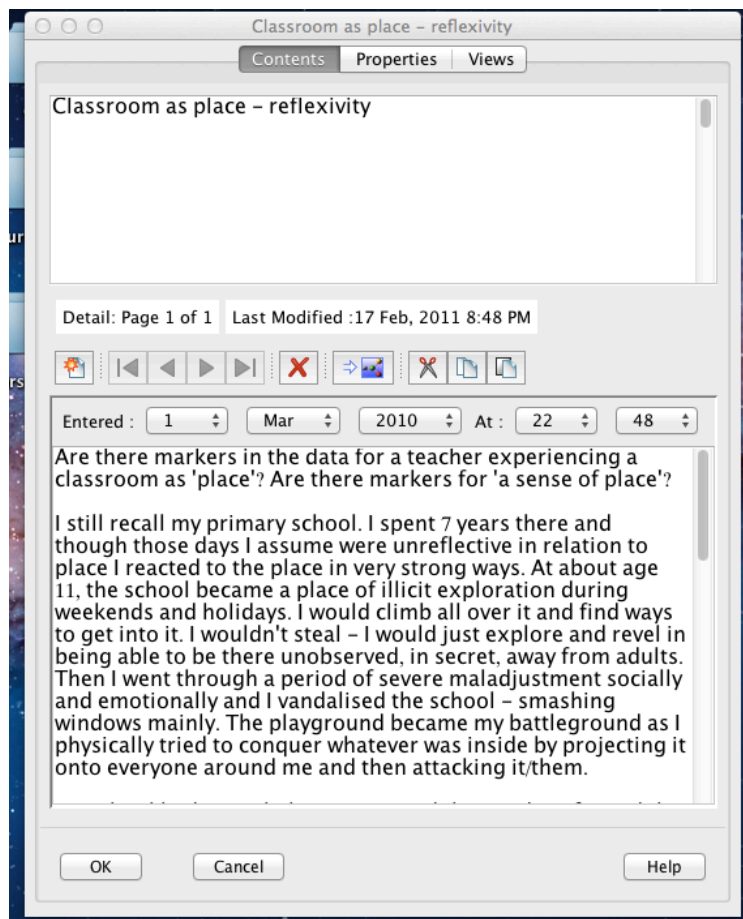 Classroom as place – reflexivity
Contents Properties Views
Classroom as place – reflexivity
Detail: Page 1 of 1 Last Modified :17 Feb, 2011 8:48 PM
Entered : 1 Mar 2010 At : 22 48
Are there markers in the data for a teacher experiencing a
classroom as 'place'? Are there markers for 'a sense of place'?
I still recall my primary school. I spent 7 years there and
though those days I assume were unreflective in relation to
place I reacted to the place in very strong ways. At about age
11, the school became a place of illicit exploration during
weekends and holidays. I would climb all over it and find ways
to get into it. I wouldn't steal – I would just explore and revel in
being able to be there unobserved, in secret, away from adults.
Then I went through a period of severe maladjustment socially
and emotionally and I vandalised the school – smashing
windows mainly. The playground became my battleground as I
physically tried to conquer whatever was inside by projecting it
onto everyone around me and then attacking it/them.
OK Cancel Help